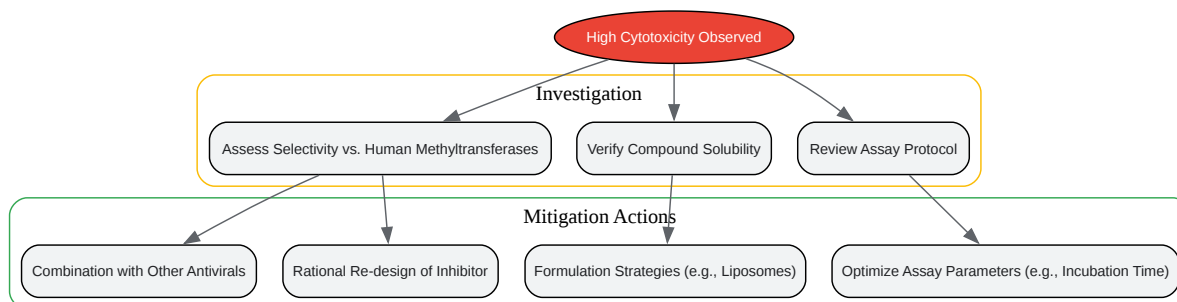 High Cytotoxicity Observed
Investigation
Assess Selectivity vs. Human Methyltransferases
Verify Compound Solubility
Review Assay Protocol
Mitigation Actions
Combination with Other Antivirals
Rational Re-design of Inhibitor
Formulation Strategies (e.g., Liposomes)
Optimize Assay Parameters (e.g., Incubation Time)